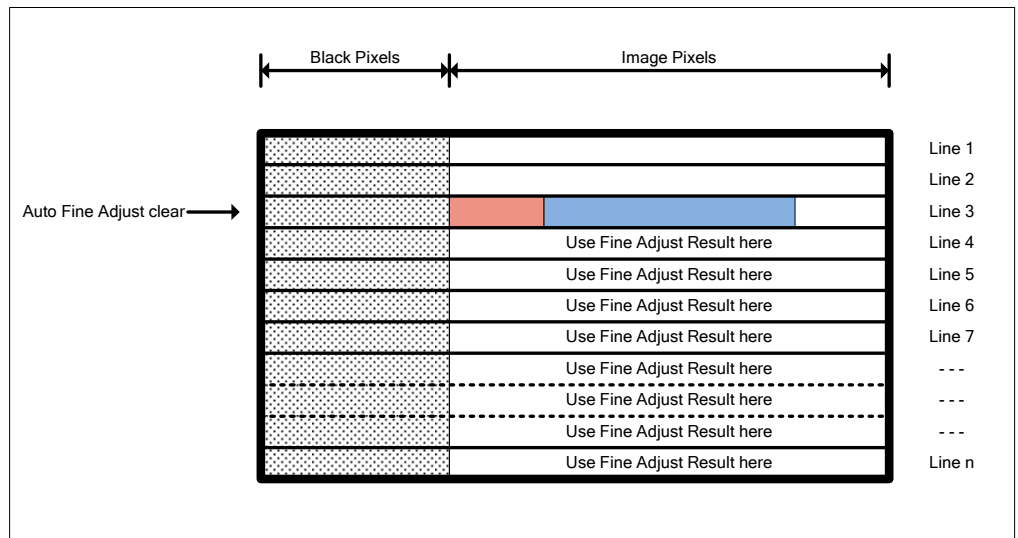 Black Pixels Image Pixels
Line 1
Line 2
Auto Fine Adjust clear Line 3
Use Fine Adjust Result here Line 4
Use Fine Adjust Result here Line 5
Use Fine Adjust Result here Line 6
Use Fine Adjust Result here Line 7
Use Fine Adjust Result here - - -
Use Fine Adjust Result here - - -
Use Fine Adjust Result here - - -
Use Fine Adjust Result here Line n